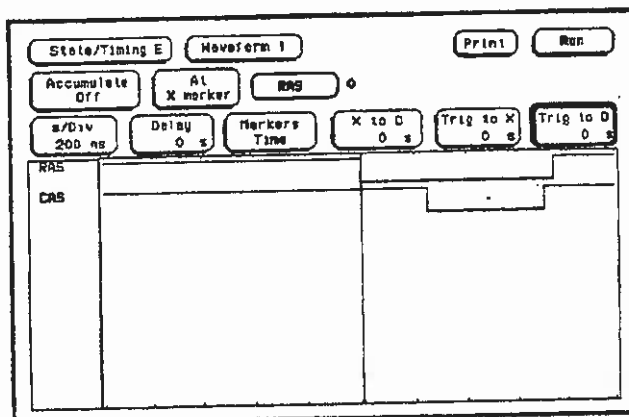 State/Timing E Waveform 1 Print Run
Accumulate Off At X marker RAS 0
s/Div 200 ns Delay 0 s Markers Time X to O 0 s Trig to X 0 s Trig to O 0 s
RAS
CAS